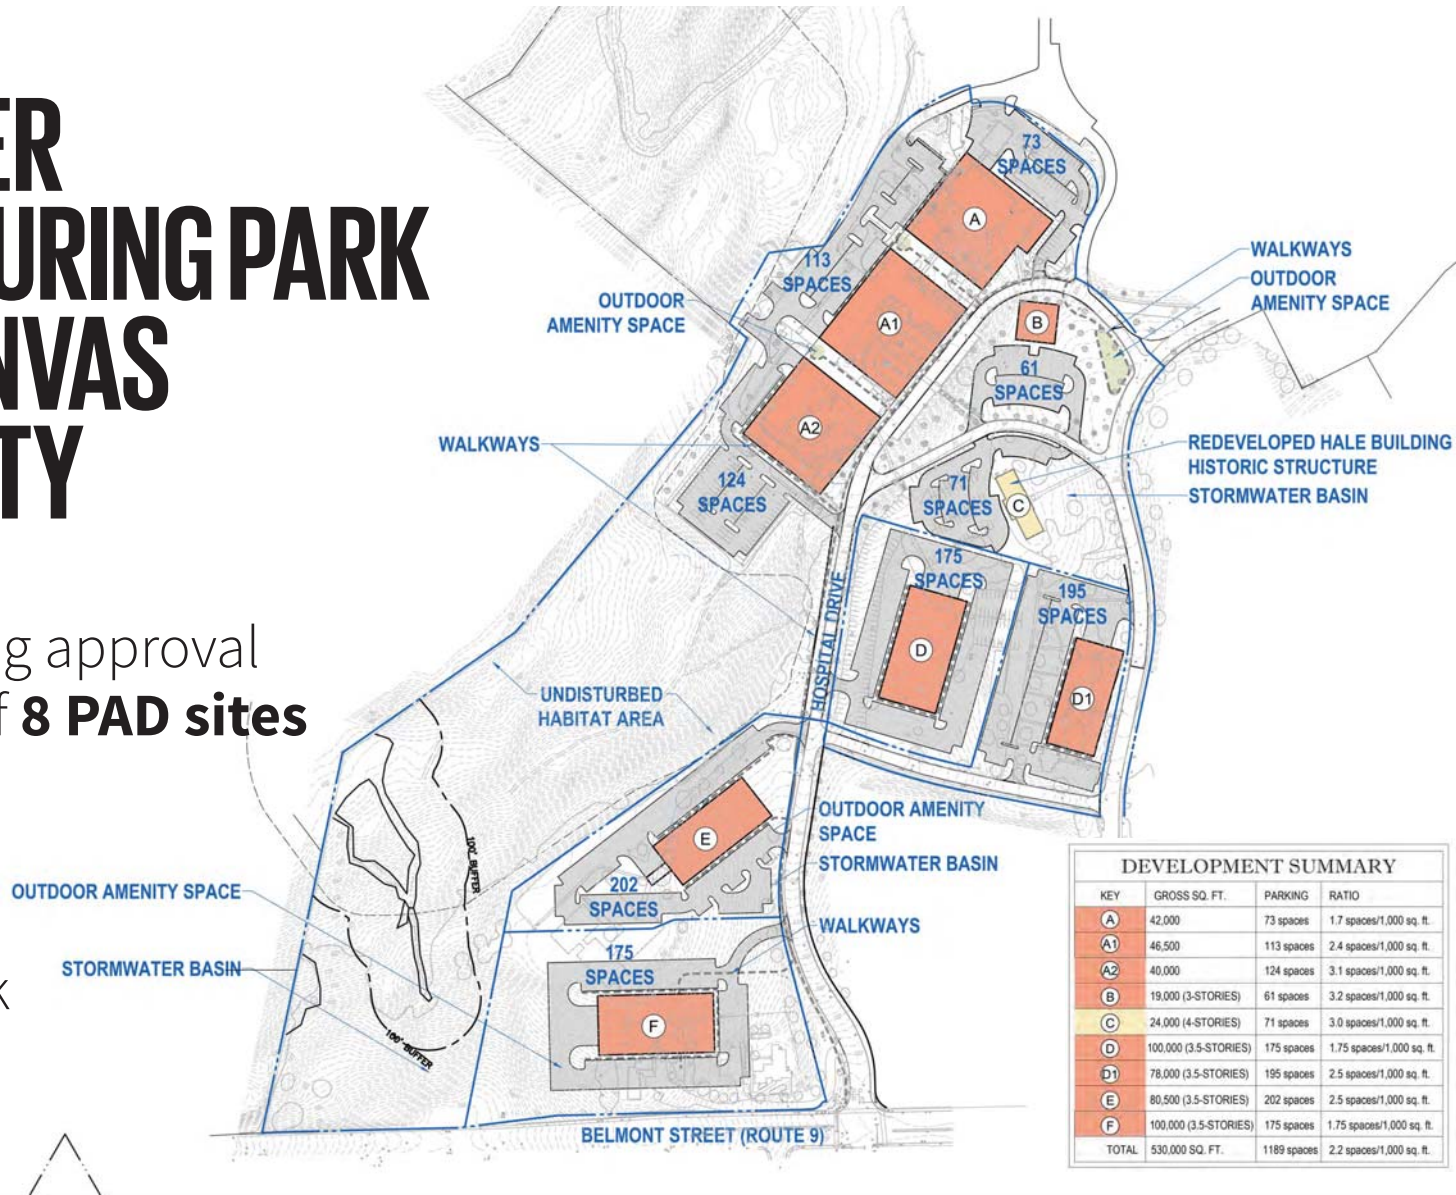 ER
URING PARK
NVAS
TY
g approval
f 8 PAD sites
k
73
SPACES
A
113
SPACES
WALKWAYS
OUTDOOR
AMENITY SPACE
OUTDOOR
AMENITY SPACE
A1
B
61
SPACES
A2
WALKWAYS
REDEVELOPED HALE BUILDING
HISTORIC STRUCTURE
STORMWATER BASIN
124
SPACES
71
SPACES
C
175
SPACES
195
SPACES
HOSPITAL DRIVE
D
D1
UNDISTURBED
HABITAT AREA
E
OUTDOOR AMENITY
SPACE
STORMWATER BASIN
100' BUFFER
202
SPACES
OUTDOOR AMENITY SPACE
WALKWAYS
STORMWATER BASIN
175
SPACES
F
100' BUFFER
BELMONT STREET (ROUTE 9)
DEVELOPMENT SUMMARY
KEY GROSS SQ. FT. PARKING RATIO
A 42,000 73 spaces 1.7 spaces/1,000 sq. ft.
A1 46,500 113 spaces 2.4 spaces/1,000 sq. ft.
A2 40,000 124 spaces 3.1 spaces/1,000 sq. ft.
B 19,000 (3-STORIES) 61 spaces 3.2 spaces/1,000 sq. ft.
C 24,000 (4-STORIES) 71 spaces 3.0 spaces/1,000 sq. ft.
D 100,000 (3.5-STORIES) 175 spaces 1.75 spaces/1,000 sq. ft.
D1 78,000 (3.5-STORIES) 195 spaces 2.5 spaces/1,000 sq. ft.
E 80,500 (3.5-STORIES) 202 spaces 2.5 spaces/1,000 sq. ft.
F 100,000 (3.5-STORIES) 175 spaces 1.75 spaces/1,000 sq. ft.
TOTAL 530,000 SQ. FT. 1189 spaces 2.2 spaces/1,000 sq. ft.